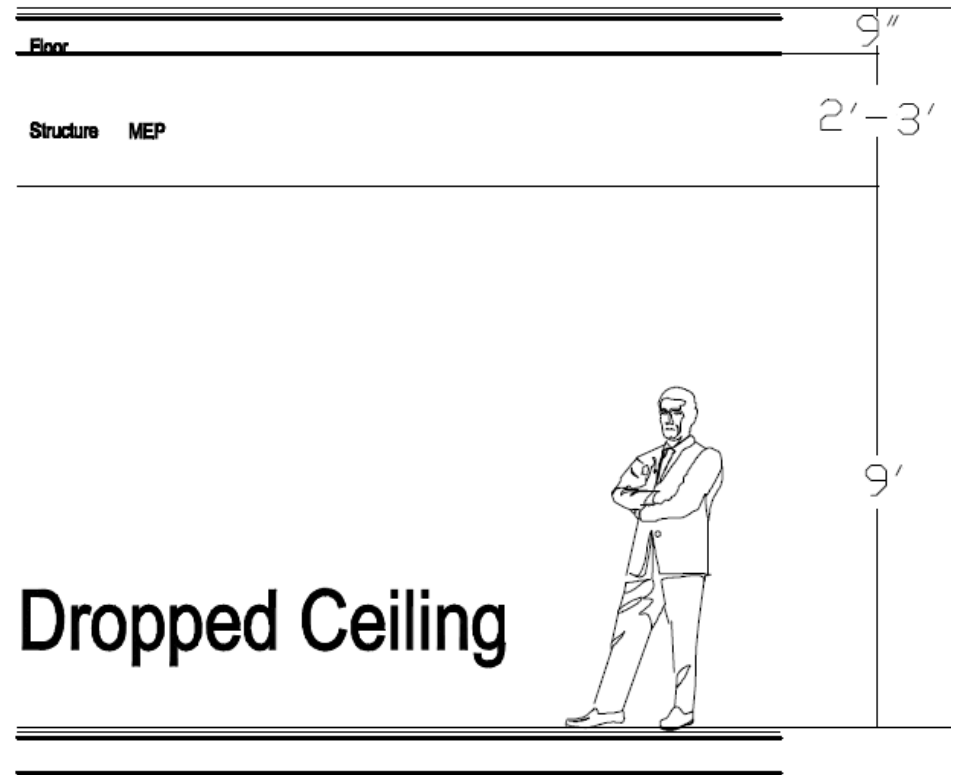 9"
Floor
2'-3'
Structure MEP
9'
Dropped Ceiling